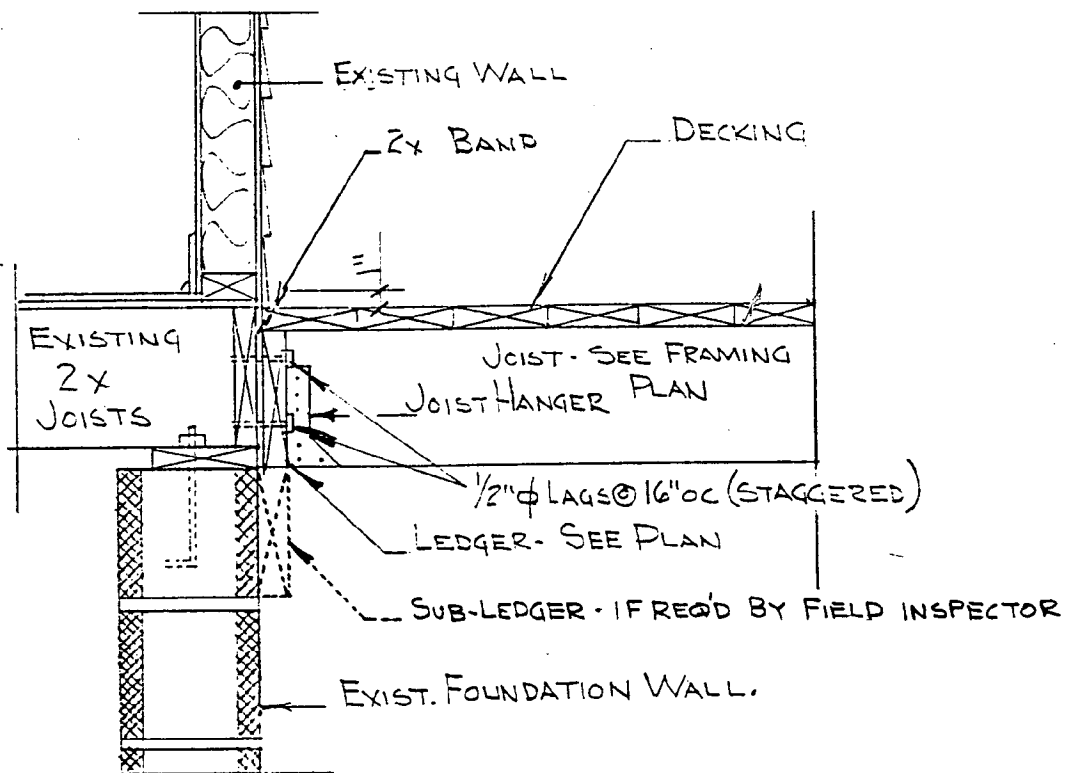 EXISTING WALL
2x BAND
DECKING
1"
EXISTING
2x
JOISTS
JOIST - SEE FRAMING
PLAN
JOIST HANGER
1/2" ϕ LAGS @ 16" OC (STAGGERED)
LEDGER - SEE PLAN
SUB-LEDGER - IF REQ'D BY FIELD INSPECTOR
EXIST. FOUNDATION WALL.